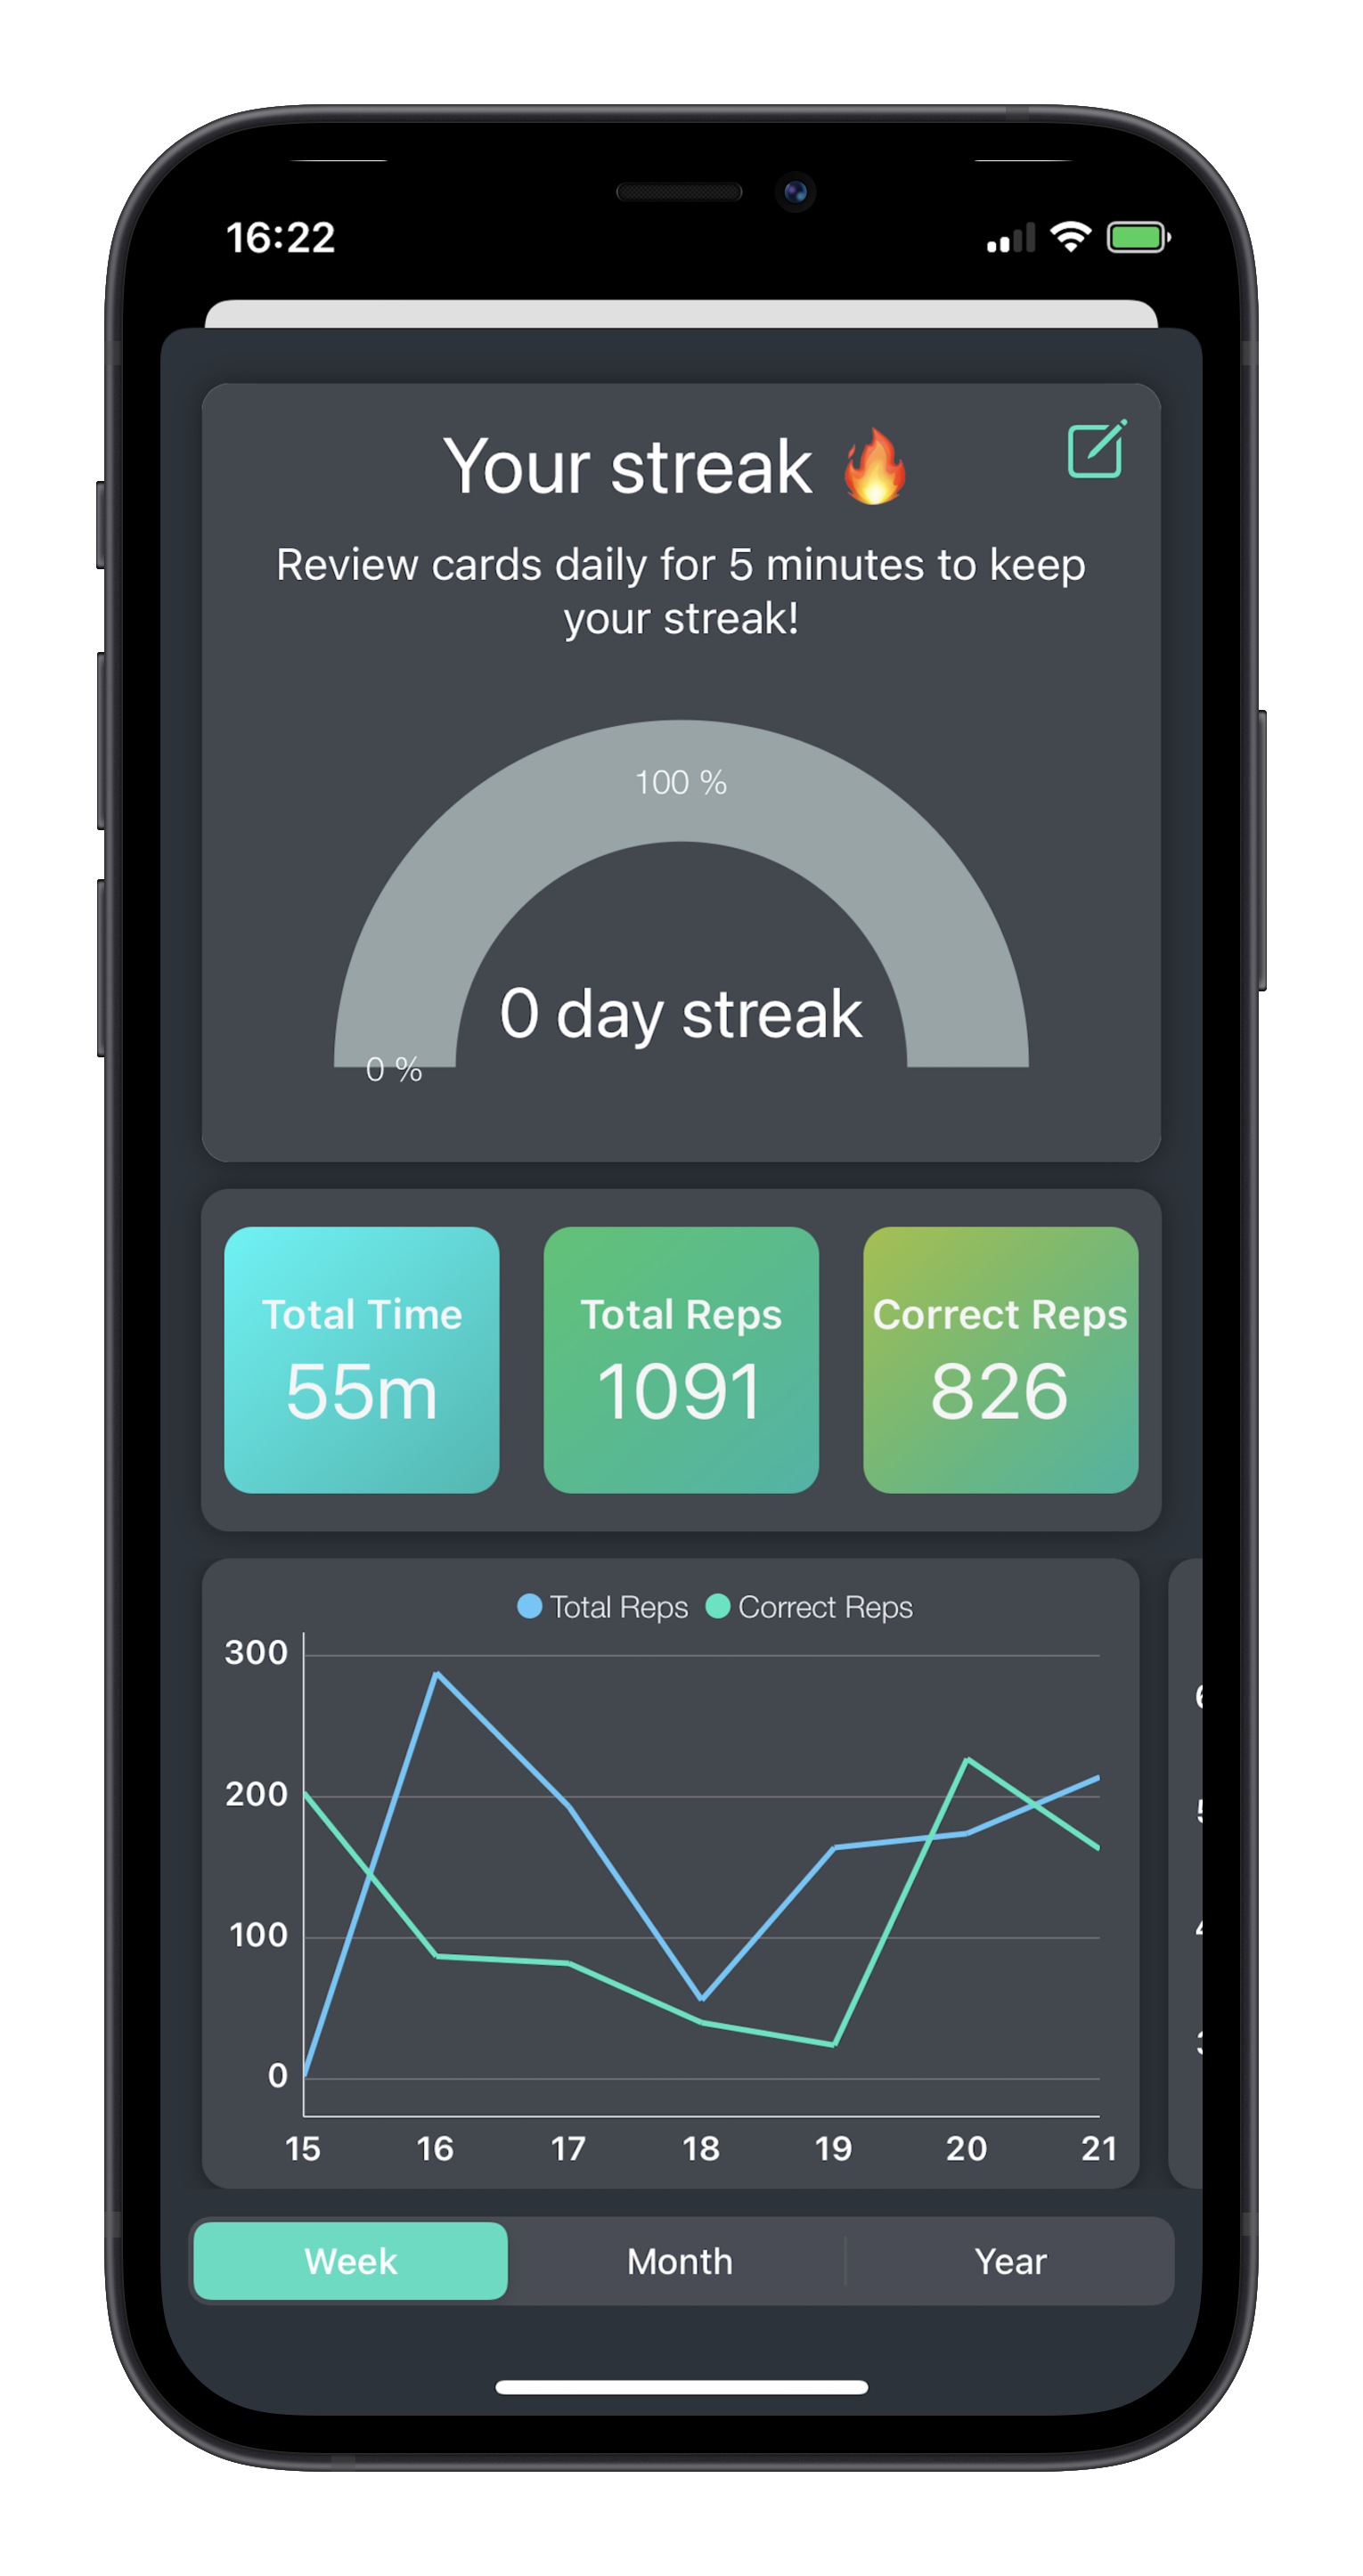 16:22
Your streak 🔥
Review cards daily for 5 minutes to keep
your streak!
100 %
0 day streak
0 %
Total Time
55m
Total Reps
1091
Correct Reps
826
Total Reps
Correct Reps
300
200
100
0
15 16 17 18 19 20 21
Week
Month
Year